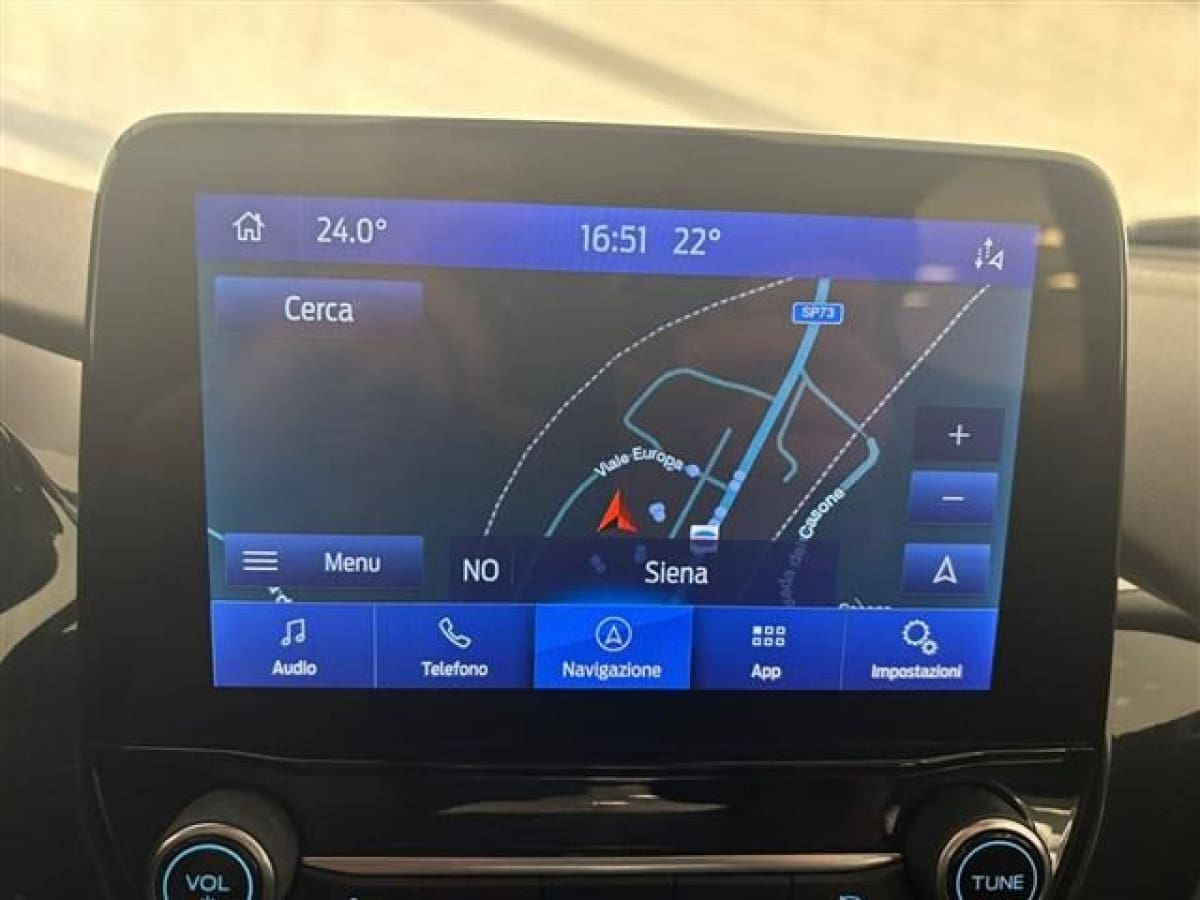 24.0°
16:51 22°
Cerca
SP73
Viale Europa
Casone
+
−
Menu
NO
Siena
Audio
Telefono
Navigazione
App
Impostazioni
VOL
TUNE